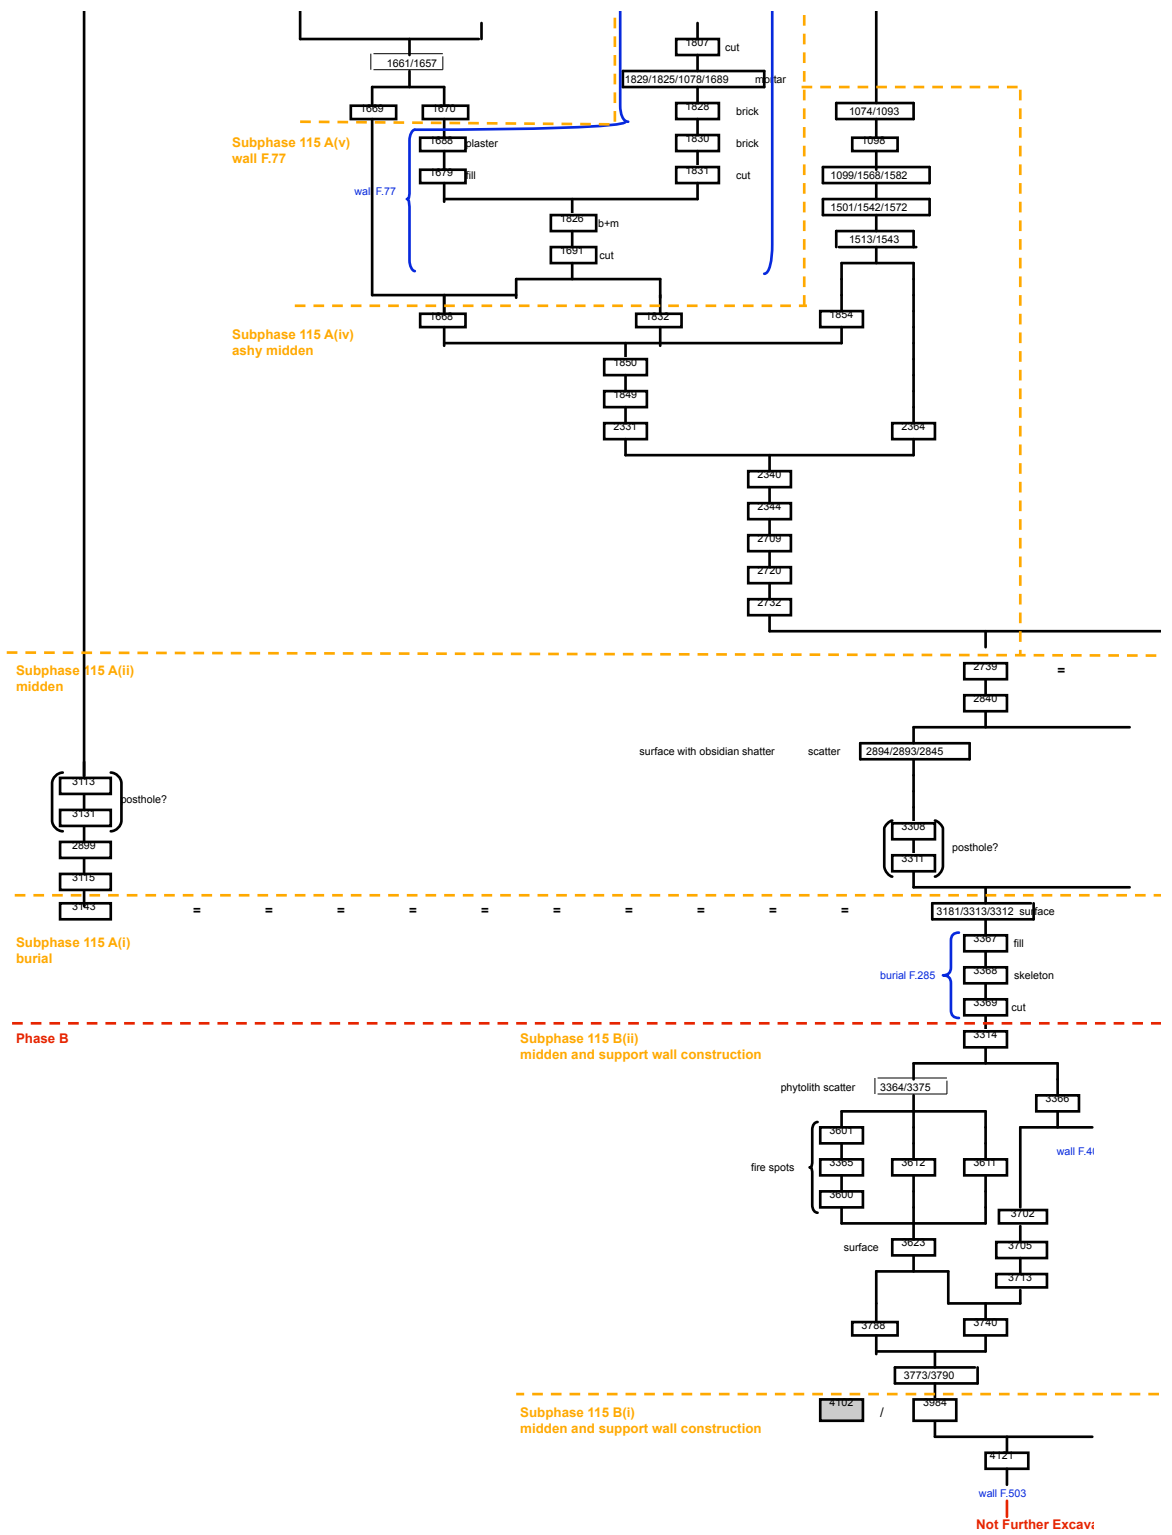 1807
cut
1661/1657
1829/1825/1078/1689
mortar
1669
1670
1828
brick
1074/1093
Subphase 115 A(v)
wall F.77
1688
plaster
1830
brick
1098
1679
fill
1831
cut
1099/1568/1582
wall F.77
1501/1542/1572
1826
b+m
1513/1543
1691
cut
Subphase 115 A(iv)
ashy midden
1668
1832
1854
1850
1849
2331
2364
2340
2344
2709
2720
2732
Subphase 115 A(ii)
midden
2739
=
2840
surface with obsidian shatter
scatter
2894/2893/2845
3113
posthole?
3131
3308
posthole?
2899
3311
3115
3143
= = = = = = = = = =
3181/3313/3312
surface
Subphase 115 A(i)
burial
3367
fill
burial F.285
3368
skeleton
3369
cut
Phase B
Subphase 115 B(ii)
midden and support wall construction
3314
phytolith scatter
3364/3375
3366
3601
wall F.4
fire spots
3365
3612
3611
3600
3702
surface
3623
3705
3713
3788
3740
3773/3790
Subphase 115 B(i)
midden and support wall construction
4102
/
3984
4121
wall F.503
Not Further Excava